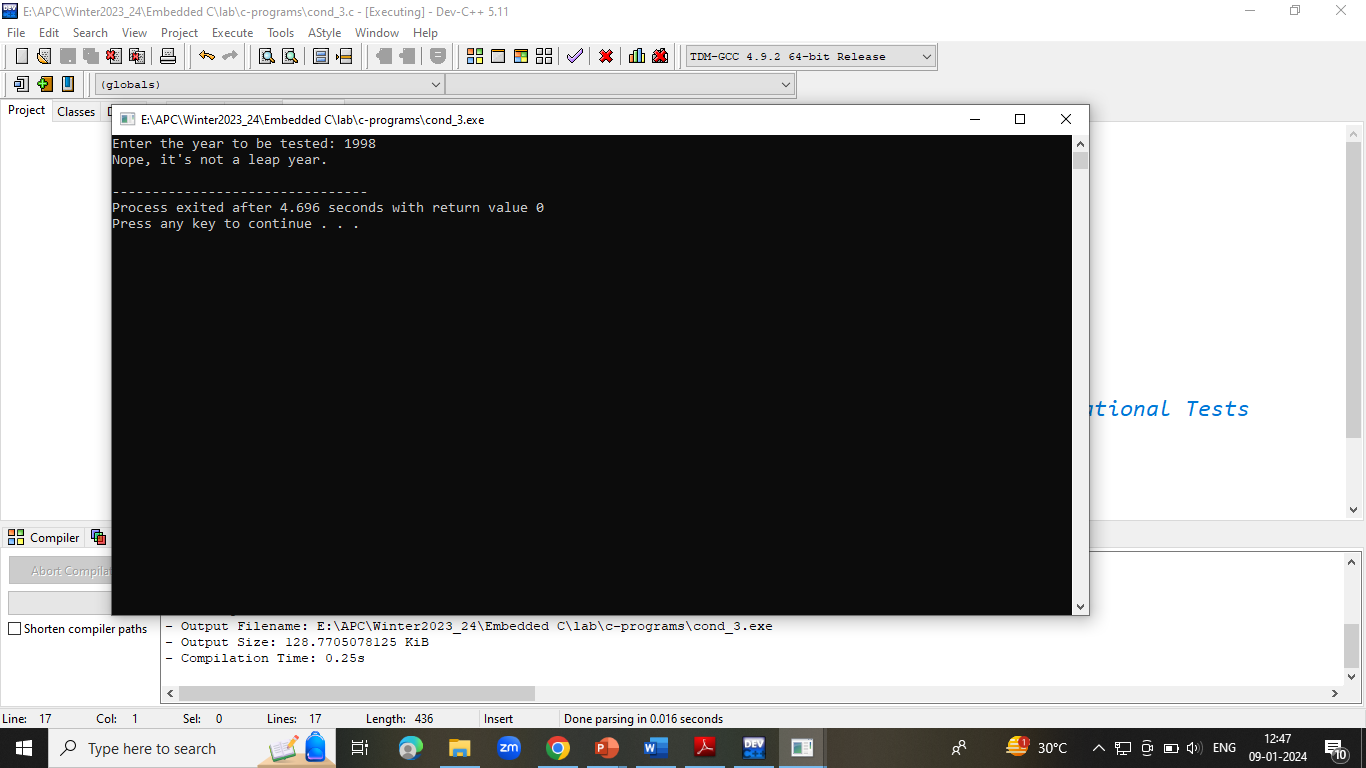 E:\APC\Winter2023_24\Embedded C\lab\c-programs\cond_3.c - [Executing] - Dev-C++ 5.11
File Edit Search View Project Execute Tools AStyle Window Help
TDM-GCC 4.9.2 64-bit Release
(globals)
Project Classes
E:\APC\Winter2023_24\Embedded C\lab\c-programs\cond_3.exe
Enter the year to be tested: 1998
Nope, it's not a leap year.
--------------------------------
Process exited after 4.696 seconds with return value 0
Press any key to continue . . .
Tests
Compiler
Abort
Shorten compiler paths
- Output Filename: E:\APC\Winter2023_24\Embedded C\lab\c-programs\cond_3.exe
- Output Size: 128.7705078125 KiB
- Compilation Time: 0.25s
Line: 17 Col: 1 Sel: 0 Lines: 17 Length: 436 Insert Done parsing in 0.016 seconds
Type here to search
zm
DEV
1
30°C
ENG
12:47
09-01-2024
10